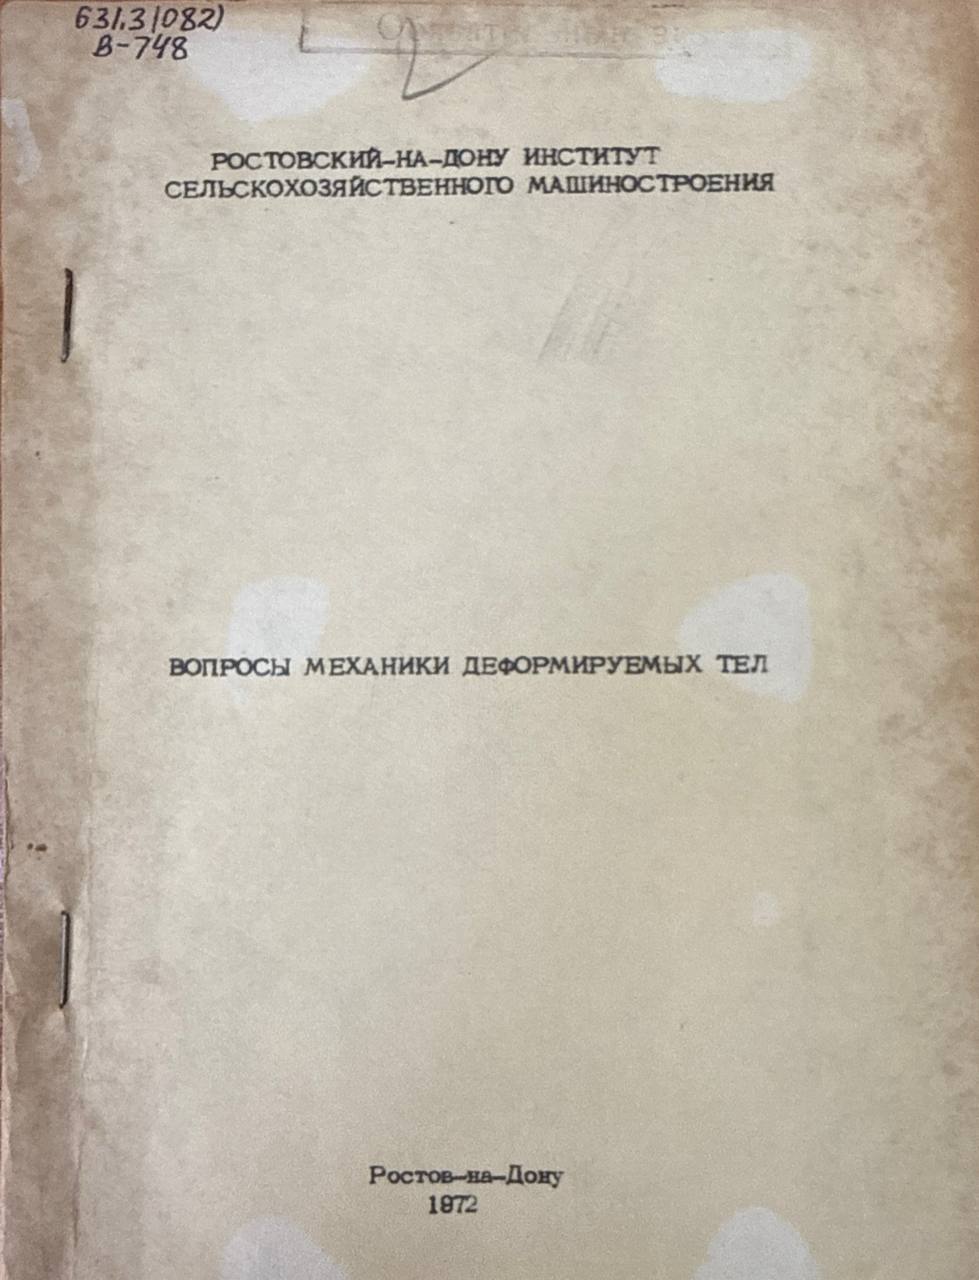 631.3(082)
В-748
РОСТОВСКИЙ-НА-ДОНУ ИНСТИТУТ
СЕЛЬСКОХОЗЯЙСТВЕННОГО МАШИНОСТРОЕНИЯ
ВОПРОСЫ МЕХАНИКИ ДЕФОРМИРУЕМЫХ ТЕЛ
Ростов-на-Дону
1972